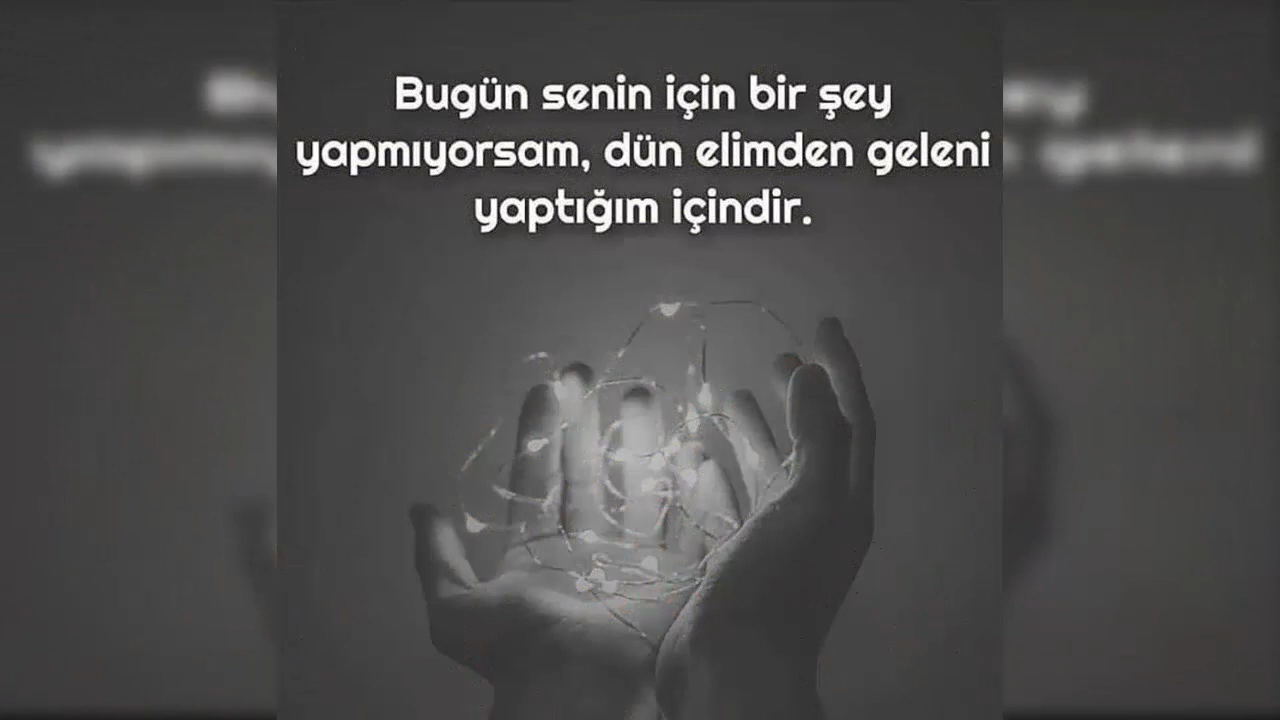 Bugün senin için bir şey
yapmıyorsam, dün elimden geleni
yaptığım içindir.